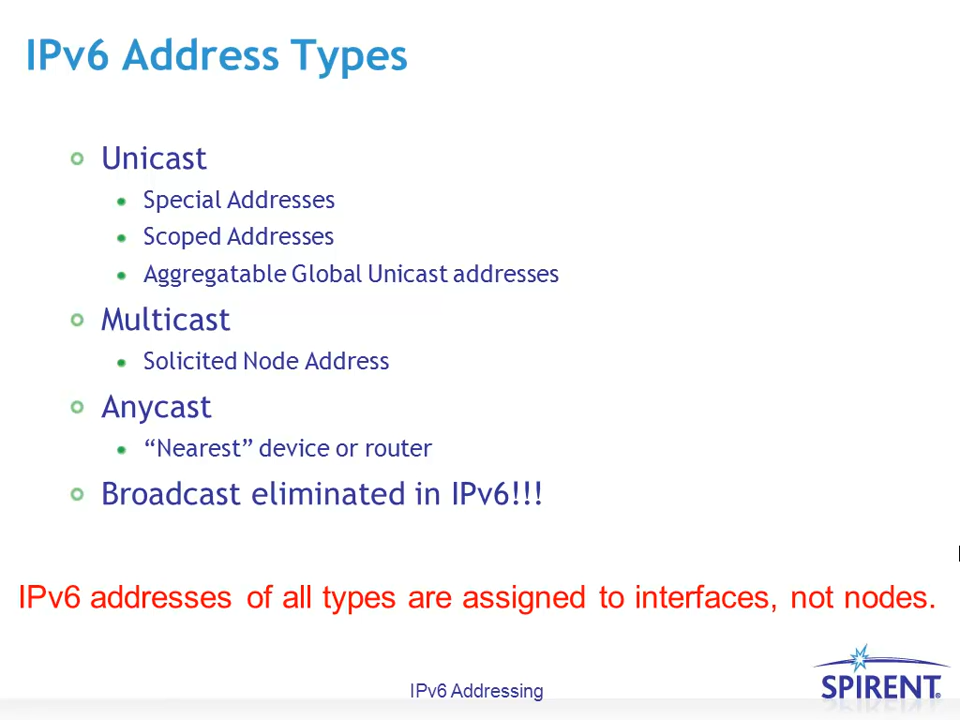 IPv6 Address Types
Unicast
Special Addresses
Scoped Addresses
Aggregatable Global Unicast addresses
Multicast
Solicited Node Address
Anycast
“Nearest” device or router
Broadcast eliminated in IPv6!!!
IPv6 addresses of all types are assigned to interfaces, not nodes.
IPv6 Addressing
SPIRENT®